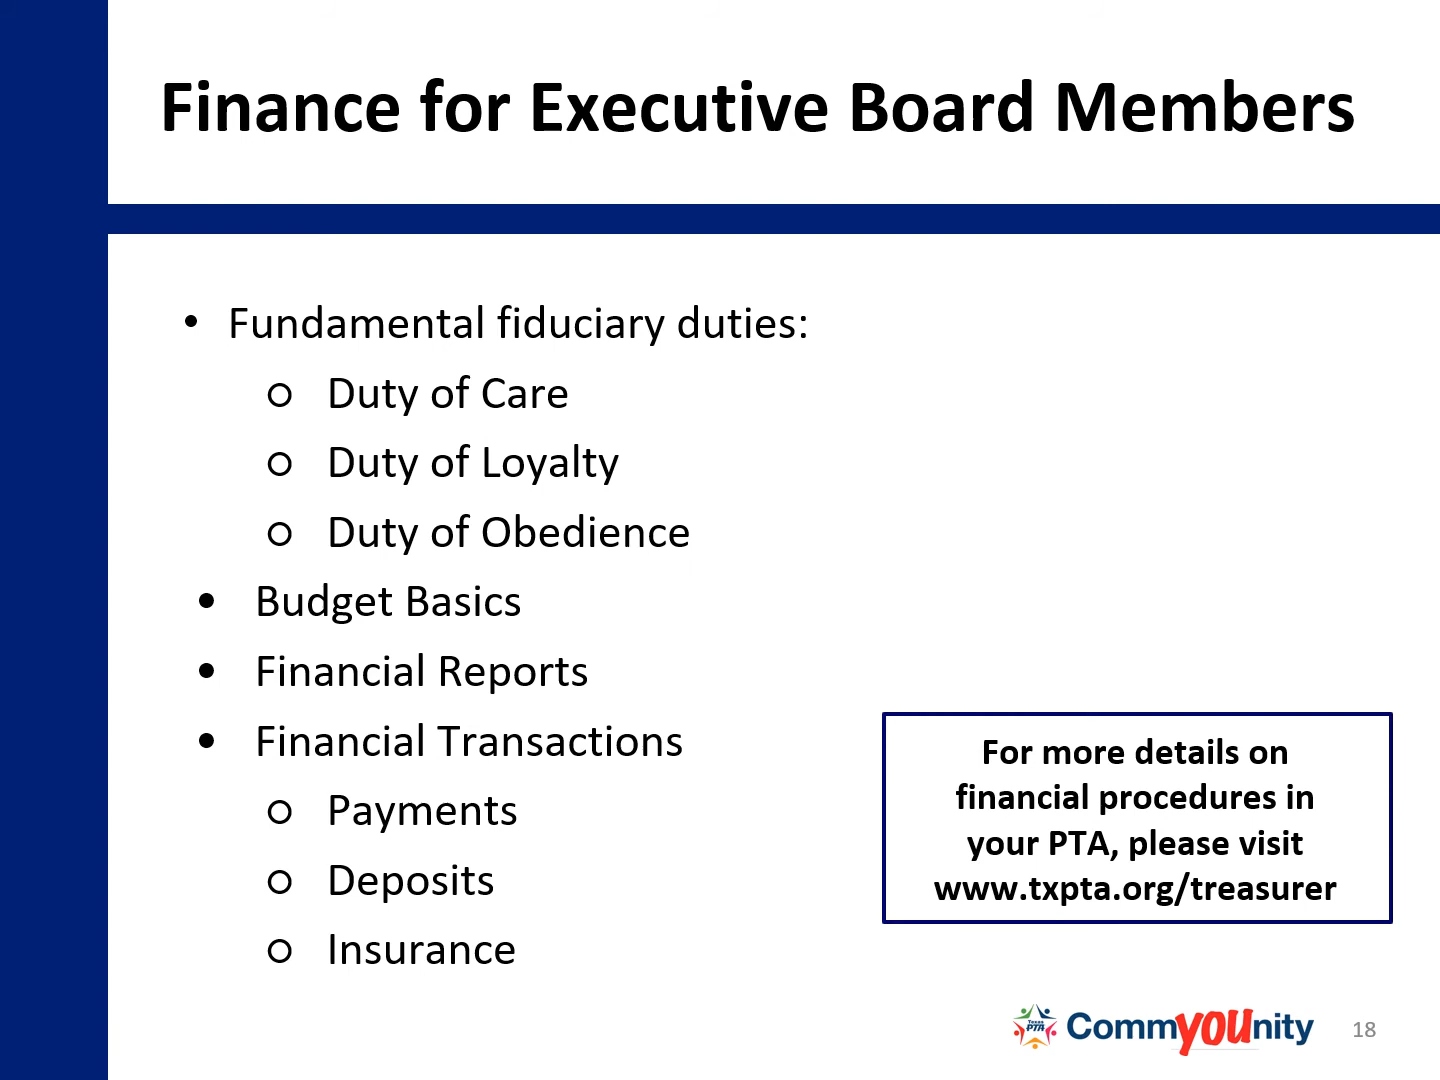 Finance for Executive Board Members
• Fundamental fiduciary duties:
○ Duty of Care
○ Duty of Loyalty
○ Duty of Obedience
• Budget Basics
• Financial Reports
• Financial Transactions
○ Payments
○ Deposits
○ Insurance
For more details on
financial procedures in
your PTA, please visit
www.txpta.org/treasurer
Texas
PTA
CommYOUnity
18